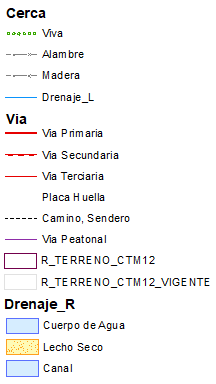 Cerca
Viva
Alambre
Madera
Drenaje_L
Via
Via Primaria
Via Secundaria
Via Terciaria
Placa Huella
Camino, Sendero
Via Peatonal
R_TERRENO_CTM12
R_TERRENO_CTM12_VIGENTE
Drenaje_R
Cuerpo de Agua
Lecho Seco
Canal